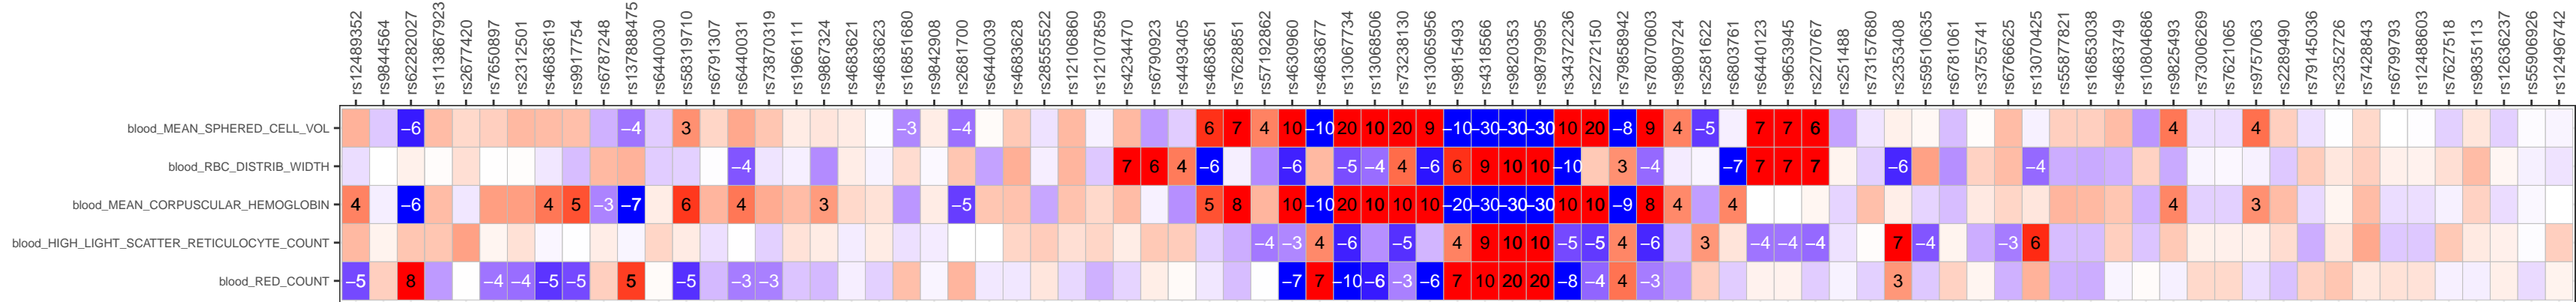 rs12489352 rs9844564 rs62282027 rs113867923 rs2677420 rs7650897 rs2312501 rs4683619 rs9917754 rs6787248 rs137888475 rs6440030 rs58319710 rs6791307 rs6440031 rs73870319 rs1966111 rs9867324 rs4683621 rs4683623 rs16851680 rs9842908 rs2681700 rs6440039 rs4683628 rs28555522 rs12106860 rs12107859 rs4234470 rs6790923 rs4493405 rs4683651 rs7628851 rs57192862 rs4630960 rs4683677 rs13067734 rs13068506 rs73238130 rs13065956 rs9815493 rs4318566 rs9820353 rs9879995 rs34372236 rs2272150 rs79858942 rs78070603 rs9809724 rs2581622 rs6803761 rs6440123 rs9653945 rs2270767 rs251488 rs73157680 rs2353408 rs59510635 rs6781061 rs3755741 rs6766625 rs13070425 rs55877821 rs16853038 rs4683749 rs10804686 rs9825493 rs73006269 rs7621065 rs9757063 rs2289490 rs79145036 rs2352726 rs7428843 rs6799793 rs12488603 rs7627518 rs9835113 rs12636237 rs55906926 rs12496742
blood_MEAN_SPHERED_CELL_VOL −6 −4 3 −3 −4 6 7 4 10 −10 20 10 20 9 −10 −30 −30 −30 10 20 −8 9 4 −5 7 7 6 4 4
blood_RBC_DISTRIB_WIDTH −4 7 6 4 −6 −6 −5 −4 4 −6 6 9 10 10 −10 3 −4 −7 7 7 7 −6 −4
blood_MEAN_CORPUSCULAR_HEMOGLOBIN 4 −6 4 5 −3 −7 6 4 3 −5 5 8 10 −10 20 10 10 10 −20 −30 −30 −30 10 10 −9 8 4 4 4 3
blood_HIGH_LIGHT_SCATTER_RETICULOCYTE_COUNT −4 −3 4 −6 −5 4 9 10 10 −5 −5 4 −6 3 −4 −4 −4 7 −4 −3 6
blood_RED_COUNT −5 8 −4 −4 −5 −5 5 −5 −3 −3 −7 7 −10 −6 −3 −6 7 10 20 20 −8 −4 4 −3 3